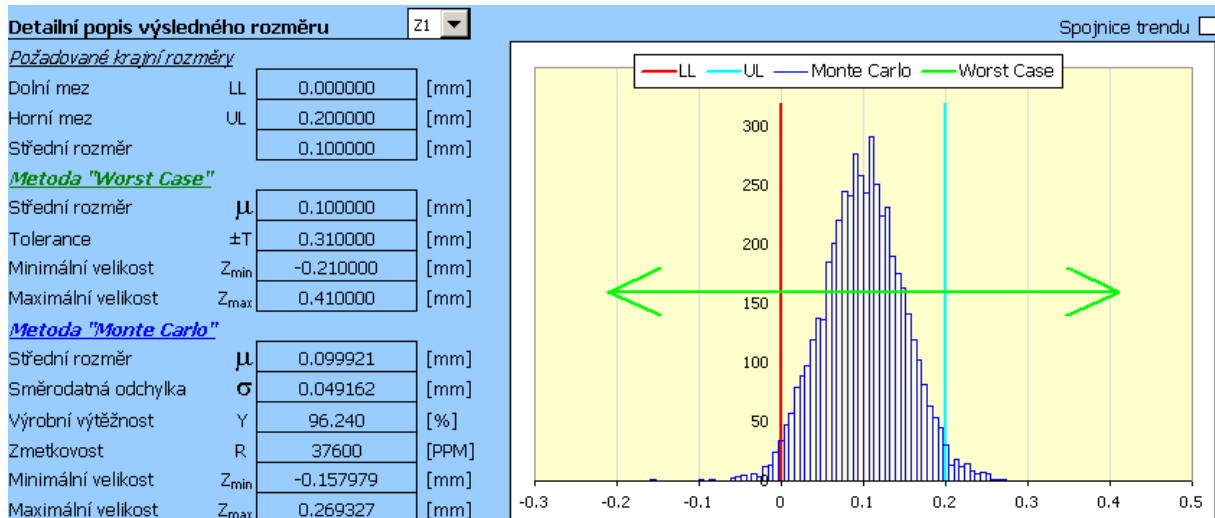 Detailní popis výsledného rozměru Z1
Požadované krajní rozměry
Dolní mez LL 0.000000 [mm]
Horní mez UL 0.200000 [mm]
Střední rozměr 0.100000 [mm]
Metoda "Worst Case"
Střední rozměr μ 0.100000 [mm]
Tolerance ±T 0.310000 [mm]
Minimální velikost Zmin -0.210000 [mm]
Maximální velikost Zmax 0.410000 [mm]
Metoda "Monte Carlo"
Střední rozměr μ 0.099921 [mm]
Směrodatná odchylka σ 0.049162 [mm]
Výrobní výtěžnost Y 96.240 [%]
Zmetkovost R 37600 [PPM]
Minimální velikost Zmin -0.157979 [mm]
Maximální velikost Zmax 0.269327 [mm]
Spojnice trendu
LL UL Monte Carlo Worst Case
300
250
200
150
100
50
0
-0.3 -0.2 -0.1 0 0.1 0.2 0.3 0.4 0.5